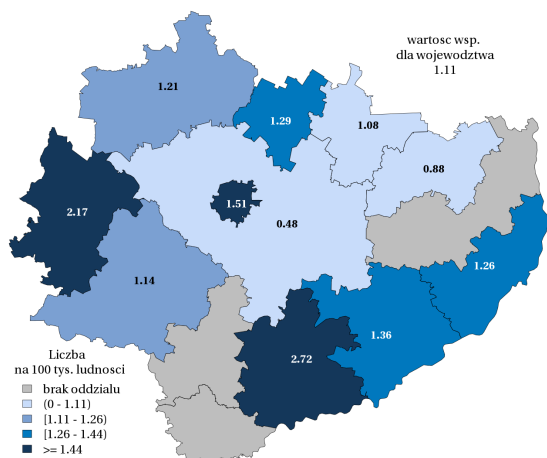 wartosc wsp.
dla wojewodztwa
1.11
1.21
1.29
1.08
0.88
2.17
1.51
0.48
1.26
1.14
1.36
2.72
Liczba
na 100 tys. ludnosci
brak oddzialu
(0 - 1.11)
[1.11 - 1.26)
[1.26 - 1.44)
>= 1.44